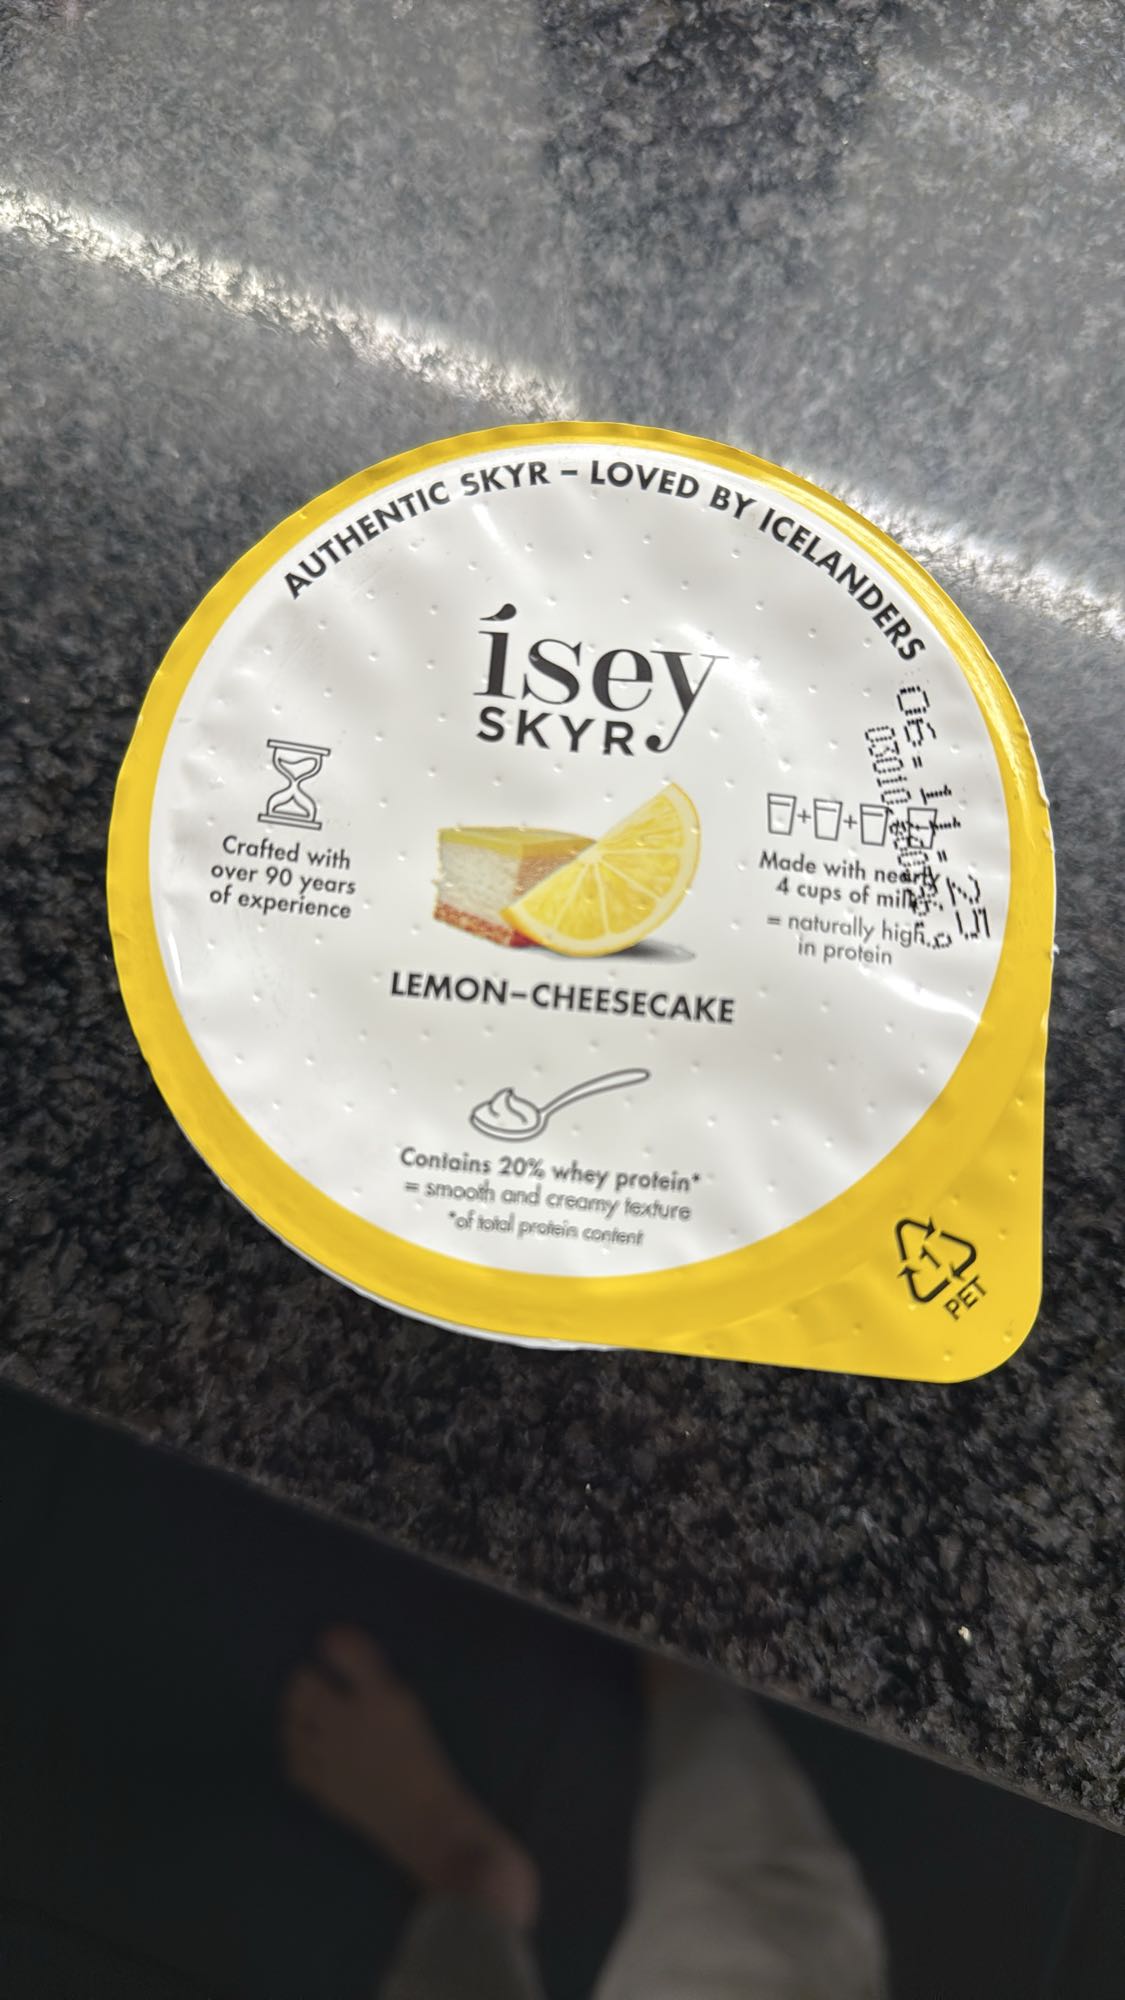 AUTHENTIC SKYR – LOVED BY ICELANDERS
ísey
SKYR
Crafted with
over 90 years
of experience
Made with nearly
4 cups of milk
= naturally high
in protein
LEMON–CHEESECAKE
Contains 20% whey protein*
= smooth and creamy texture
*of total protein content
1
PET